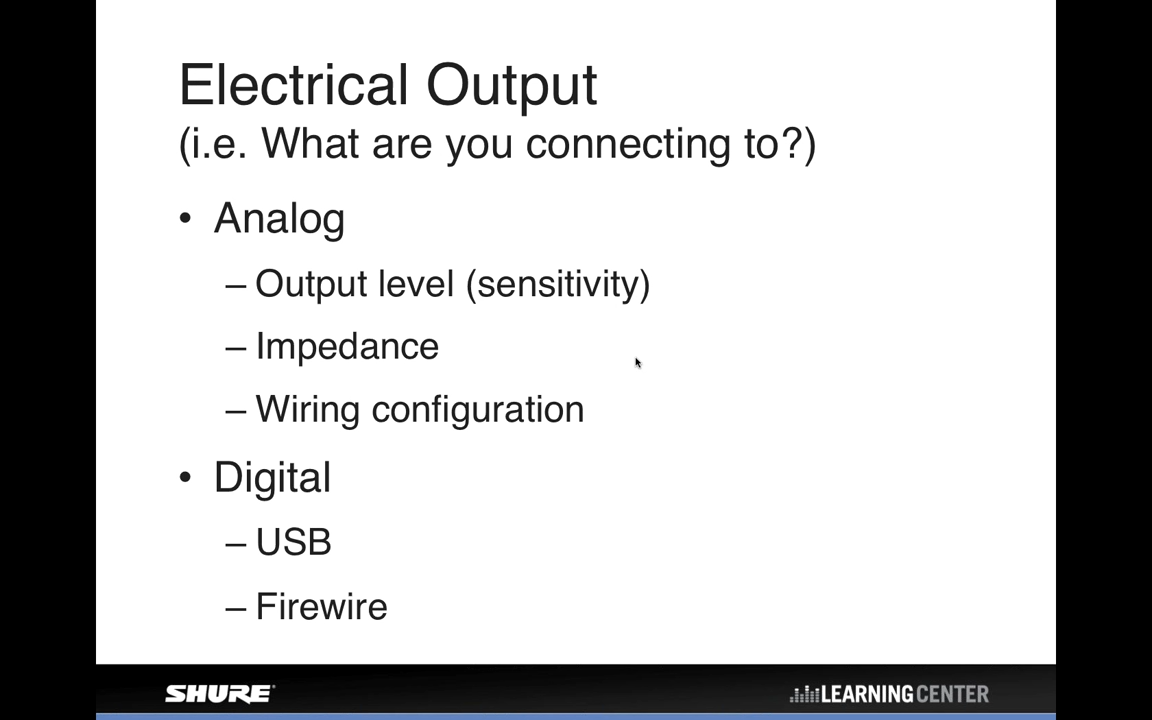 Electrical Output
(i.e. What are you connecting to?)
• Analog
– Output level (sensitivity)
– Impedance
– Wiring configuration
• Digital
– USB
– Firewire
SHURE LEARNING CENTER